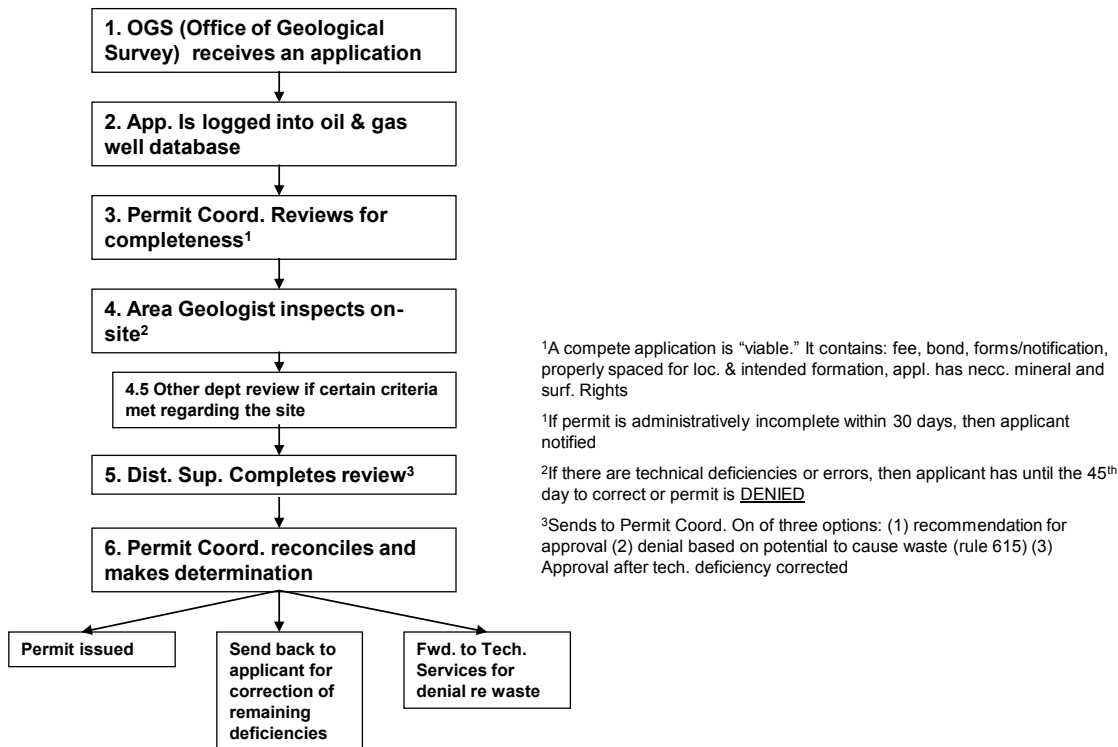 1. OGS (Office of Geological
Survey) receives an application
2. App. Is logged into oil & gas
well database
3. Permit Coord. Reviews for
completeness¹
4. Area Geologist inspects on-
site²
4.5 Other dept review if certain criteria
met regarding the site
5. Dist. Sup. Completes review³
6. Permit Coord. reconciles and
makes determination
Permit issued
Send back to
applicant for
correction of
remaining
deficiencies
Fwd. to Tech.
Services for
denial re waste
¹A compete application is “viable.” It contains: fee, bond, forms/notification,
properly spaced for loc. & intended formation, appl. has necc. mineral and
surf. Rights
¹If permit is administratively incomplete within 30 days, then applicant
notified
²If there are technical deficiencies or errors, then applicant has until the 45th
day to correct or permit is DENIED
³Sends to Permit Coord. On of three options: (1) recommendation for
approval (2) denial based on potential to cause waste (rule 615) (3)
Approval after tech. deficiency corrected